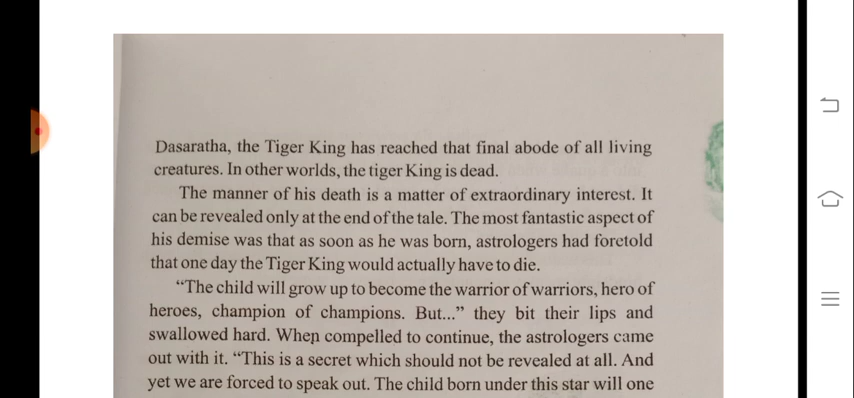 Dasaratha, the Tiger King has reached that final abode of all living
creatures. In other worlds, the tiger King is dead.
The manner of his death is a matter of extraordinary interest. It
can be revealed only at the end of the tale. The most fantastic aspect of
his demise was that as soon as he was born, astrologers had foretold
that one day the Tiger King would actually have to die.
“The child will grow up to become the warrior of warriors, hero of
heroes, champion of champions. But...” they bit their lips and
swallowed hard. When compelled to continue, the astrologers came
out with it. “This is a secret which should not be revealed at all. And
yet we are forced to speak out. The child born under this star will one